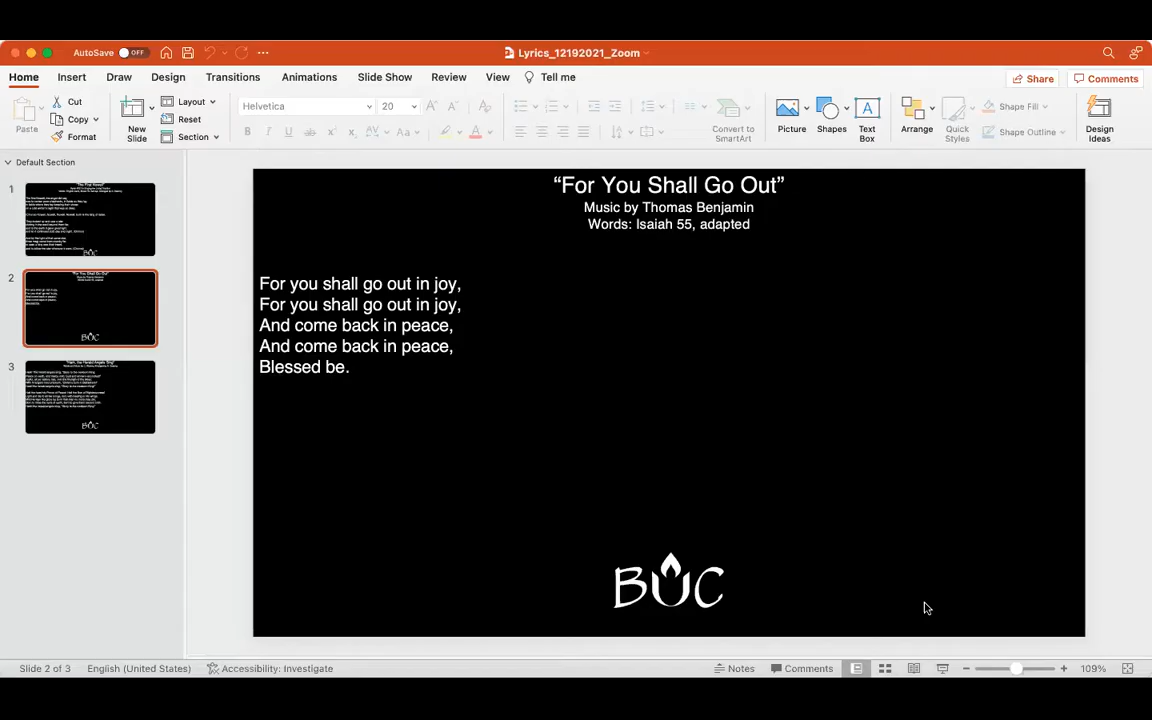 AutoSave OFF
Lyrics_12192021_Zoom
Home Insert Draw Design Transitions Animations Slide Show Review View Tell me
Share Comments
Paste
Cut
Copy
Format
New Slide
Layout
Reset
Section
Helvetica 20
Convert to SmartArt
Picture
Shapes
Text Box
Arrange
Quick Styles
Shape Fill
Shape Outline
Design Ideas
Default Section
1
2
3
“For You Shall Go Out”
Music by Thomas Benjamin
Words: Isaiah 55, adapted
For you shall go out in joy,
For you shall go out in joy,
And come back in peace,
And come back in peace,
Blessed be.
BUC
Slide 2 of 3 English (United States) Accessibility: Investigate
Notes Comments 109%